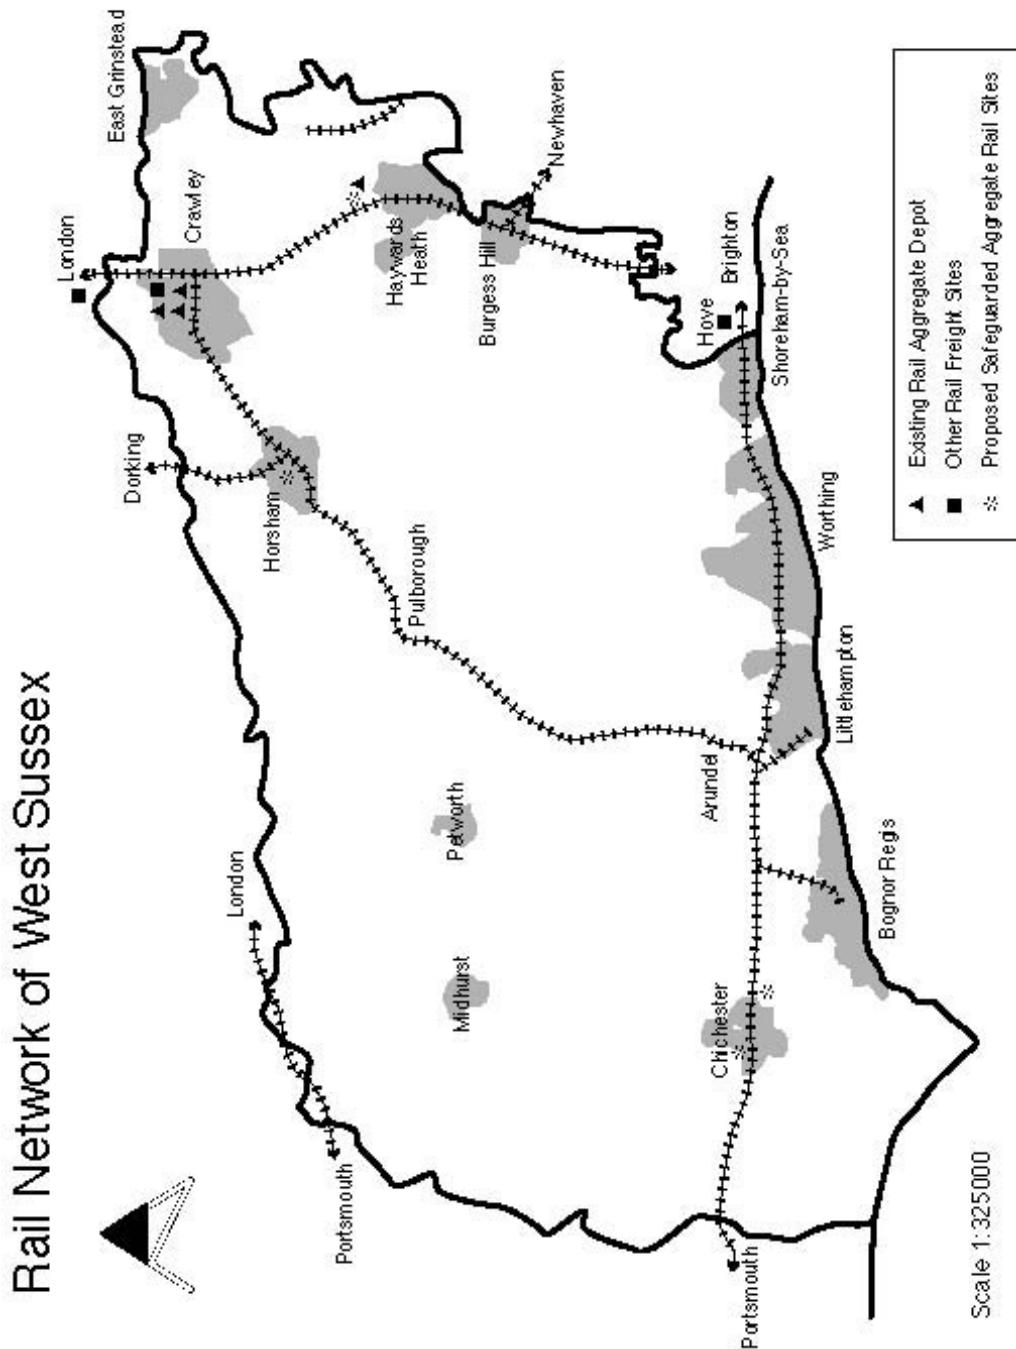 Rail Network of West Sussex
London
Portsmouth
Dorking
London
East Grinstead
Crawley
Horsham
Pulborough
Haywards
Heath
Burgess Hill
Newhaven
Midhurst
Petworth
Chichester
Arundel
Hove
Brighton
Portsmouth
Bognor Regis
Littlehampton
Worthing
Shoreham-by-Sea
Scale 1:325000
Existing Rail Aggregate Depot
Other Rail Freight Sites
Proposed Safeguarded Aggregate Rail Sites